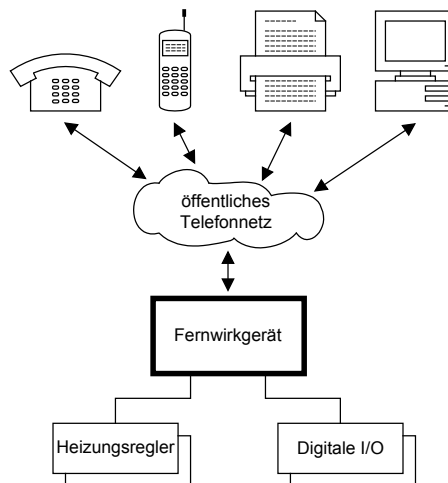 öffentliches
Telefonnetz
Fernwirkgerät
Heizungsregler
Digitale I/O